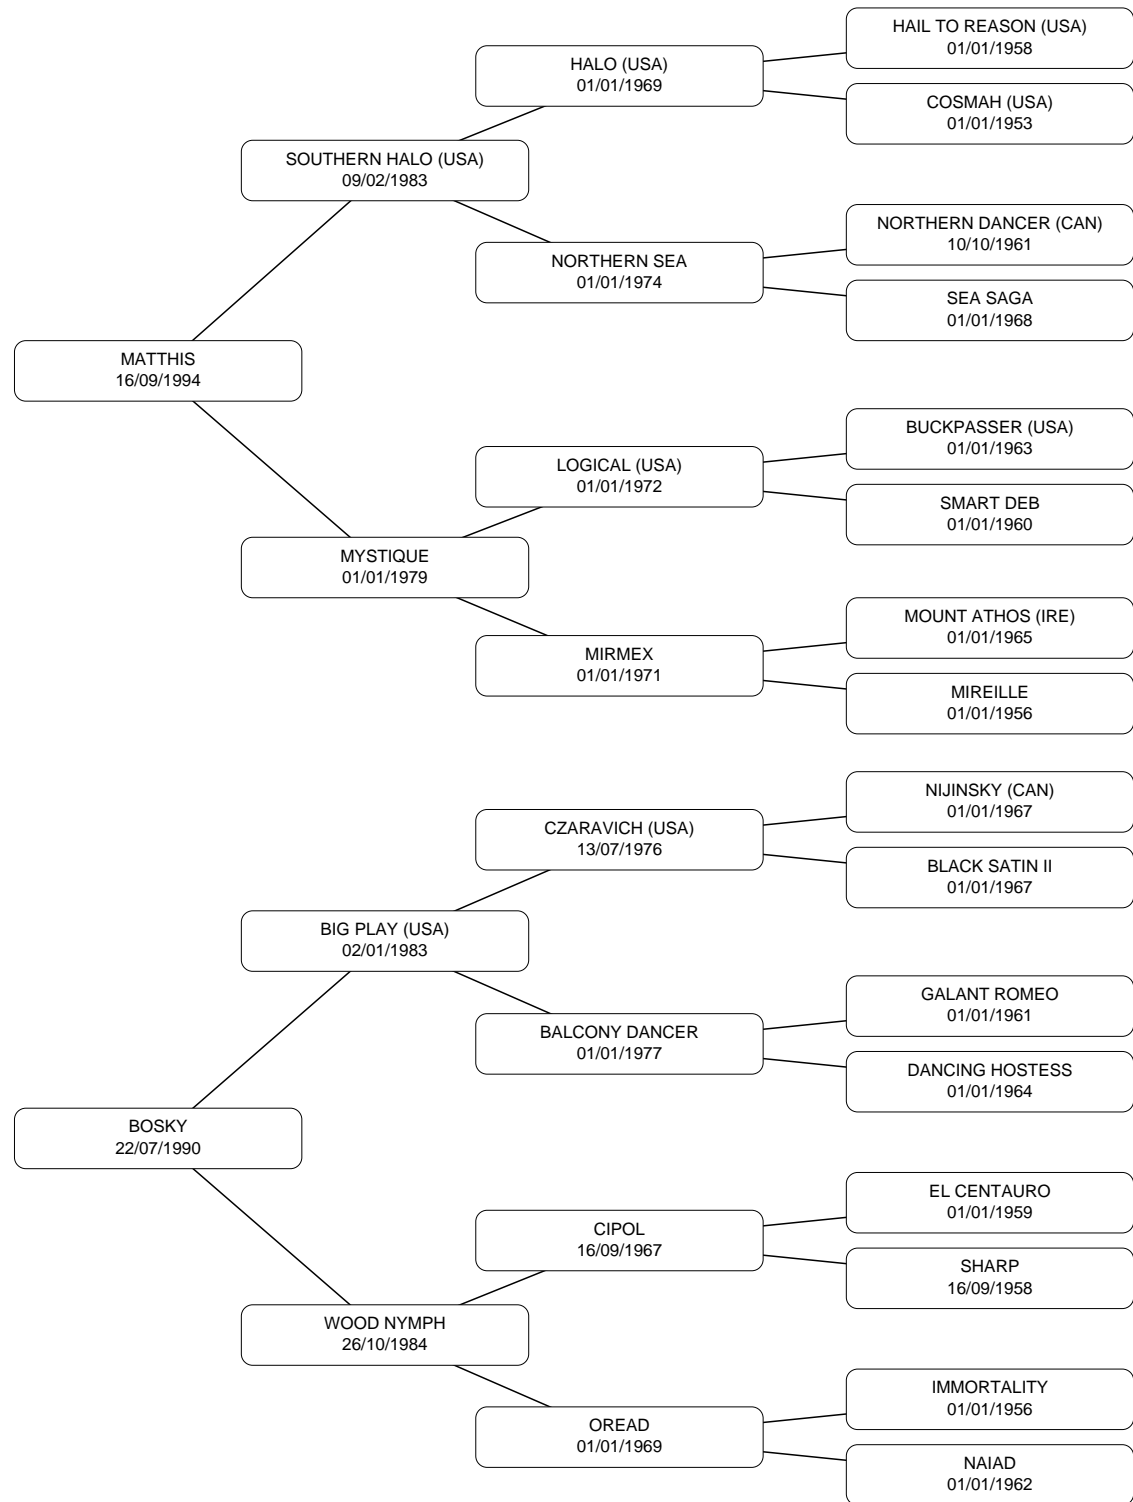 HAIL TO REASON (USA)
01/01/1958
HALO (USA)
01/01/1969
COSMAH (USA)
01/01/1953
SOUTHERN HALO (USA)
09/02/1983
NORTHERN DANCER (CAN)
10/10/1961
NORTHERN SEA
01/01/1974
SEA SAGA
01/01/1968
MATTHIS
16/09/1994
BUCKPASSER (USA)
01/01/1963
LOGICAL (USA)
01/01/1972
SMART DEB
01/01/1960
MYSTIQUE
01/01/1979
MOUNT ATHOS (IRE)
01/01/1965
MIRMEX
01/01/1971
MIREILLE
01/01/1956
NIJINSKY (CAN)
01/01/1967
CZARAVICH (USA)
13/07/1976
BLACK SATIN II
01/01/1967
BIG PLAY (USA)
02/01/1983
GALANT ROMEO
01/01/1961
BALCONY DANCER
01/01/1977
DANCING HOSTESS
01/01/1964
BOSKY
22/07/1990
EL CENTAURO
01/01/1959
CIPOL
16/09/1967
SHARP
16/09/1958
WOOD NYMPH
26/10/1984
IMMORTALITY
01/01/1956
OREAD
01/01/1969
NAIAD
01/01/1962